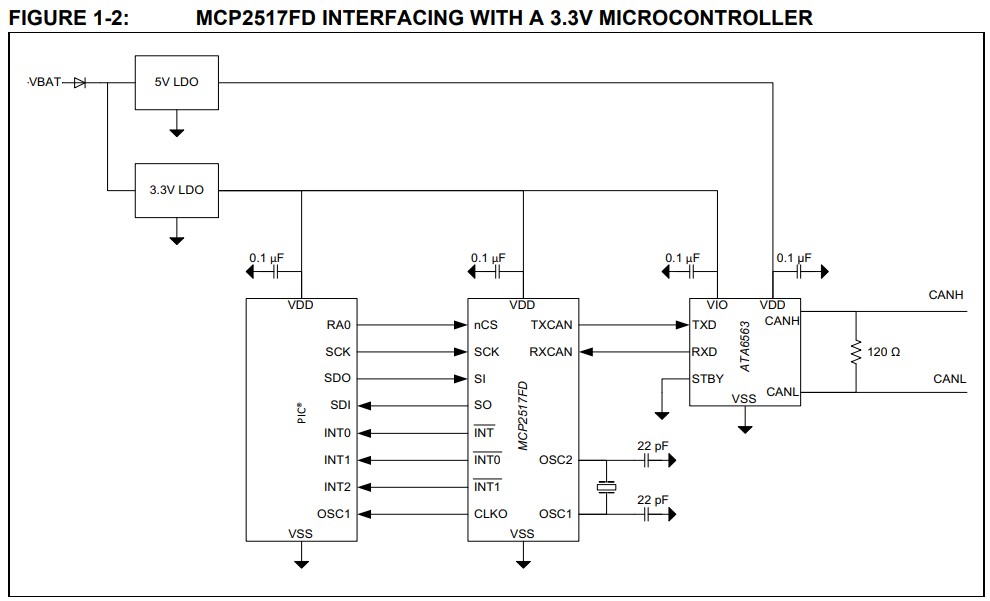 FIGURE 1-2: MCP2517FD INTERFACING WITH A 3.3V MICROCONTROLLER
VBAT
5V LDO
3.3V LDO
0.1 µF
0.1 µF
0.1 µF
0.1 µF
VDD
RA0
SCK
SDO
SDI
INT0
INT1
INT2
OSC1
VSS
PIC®
VDD
nCS
SCK
SI
SO
INT
INT0
INT1
CLKO
VSS
MCP2517FD
TXCAN
RXCAN
OSC2
OSC1
22 pF
22 pF
VIO
VDD
TXD
RXD
STBY
CANH
CANL
VSS
ATA6563
CANH
120 Ω
CANL